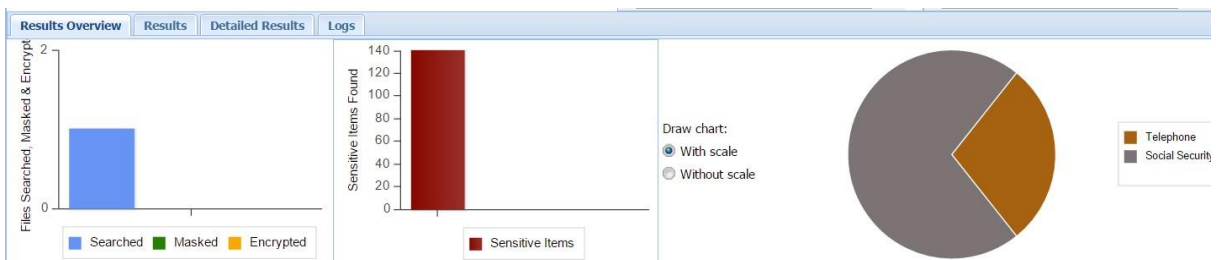 Results Overview
Results
Detailed Results
Logs
Files Searched, Masked & Encrypt
2
0
Searched
Masked
Encrypted
Sensitive Items Found
140
120
100
80
60
40
20
0
Sensitive Items
Draw chart:
With scale
Without scale
Telephone
Social Security